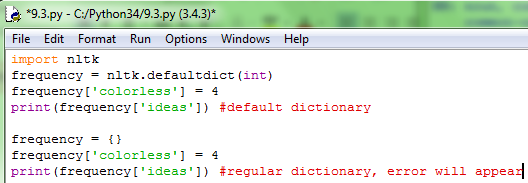 *9.3.py - C:/Python34/9.3.py (3.4.3)*
File Edit Format Run Options Windows Help
import nltk
frequency = nltk.defaultdict(int)
frequency['colorless'] = 4
print(frequency['ideas']) #default dictionary
frequency = {}
frequency['colorless'] = 4
print(frequency['ideas']) #regular dictionary, error will appear